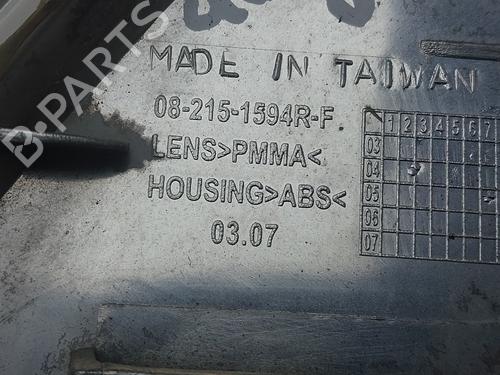 MADE IN TAIWAN
08-215-1594R-F
LENS>PMMA<
HOUSING>ABS<
03.07
1 2 3 4 5 6 7
03
04
05
06
07
B-PARTS